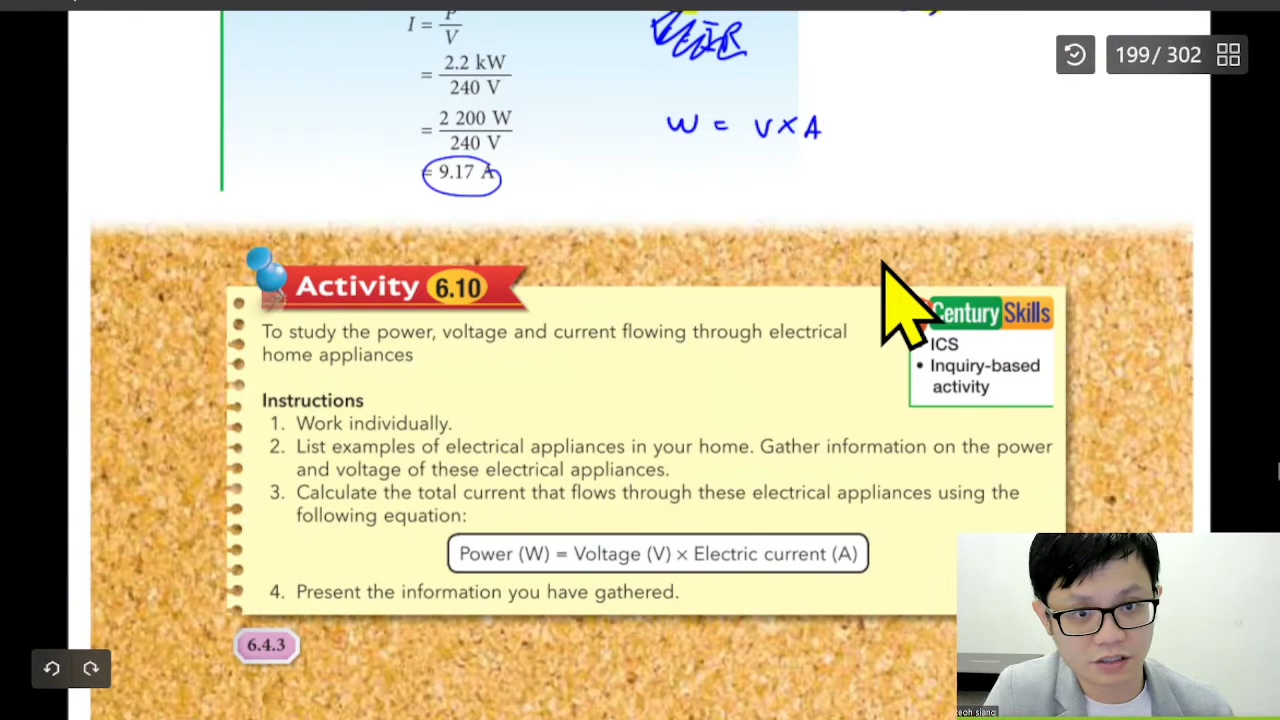 I = P/V
199 / 302
= 2.2 kW / 240 V
= 2 200 W / 240 V
W = V × A
= 9.17 A
Activity 6.10
Century Skills
ICS
• Inquiry-based
activity
To study the power, voltage and current flowing through electrical
home appliances
Instructions
1. Work individually.
2. List examples of electrical appliances in your home. Gather information on the power
and voltage of these electrical appliances.
3. Calculate the total current that flows through these electrical appliances using the
following equation:
Power (W) = Voltage (V) × Electric current (A)
4. Present the information you have gathered.
6.4.3